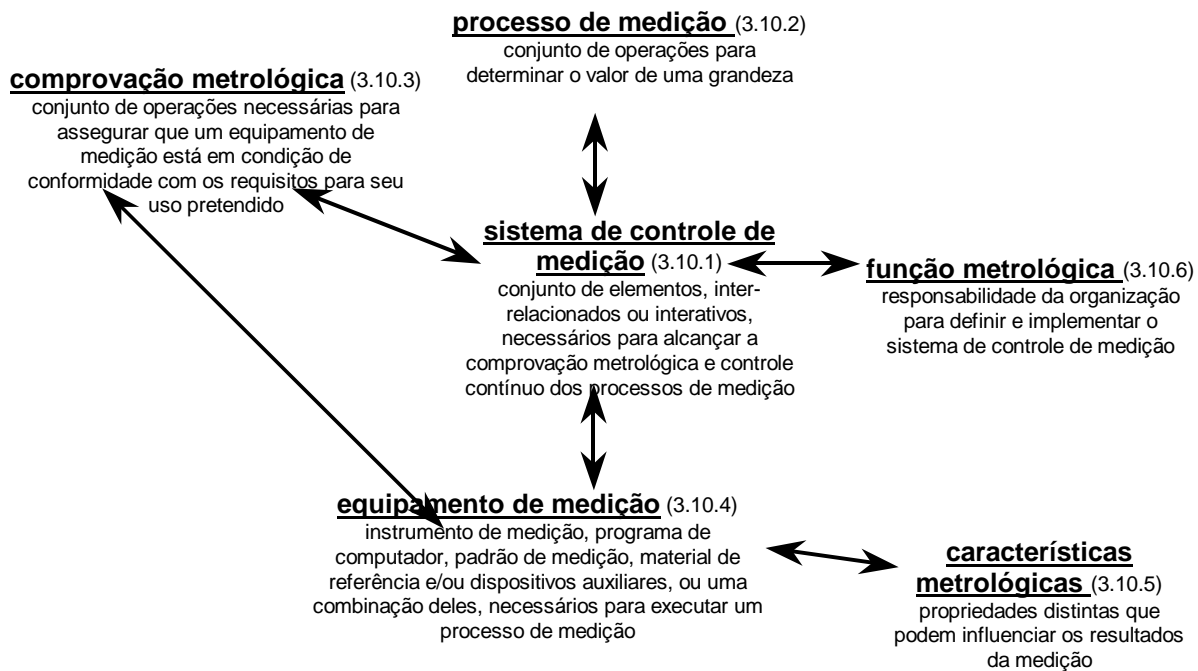 processo de medição (3.10.2)
conjunto de operações para
determinar o valor de uma grandeza
comprovação metrológica (3.10.3)
conjunto de operações necessárias para
assegurar que um equipamento de
medição está em condição de
conformidade com os requisitos para seu
uso pretendido
sistema de controle de
medição (3.10.1)
conjunto de elementos, inter-
relacionados ou interativos,
necessários para alcançar a
comprovação metrológica e controle
contínuo dos processos de medição
função metrológica (3.10.6)
responsabilidade da organização
para definir e implementar o
sistema de controle de medição
equipamento de medição (3.10.4)
instrumento de medição, programa de
computador, padrão de medição, material de
referência e/ou dispositivos auxiliares, ou uma
combinação deles, necessários para executar um
processo de medição
características
metrológicas (3.10.5)
propriedades distintas que
podem influenciar os resultados
da medição